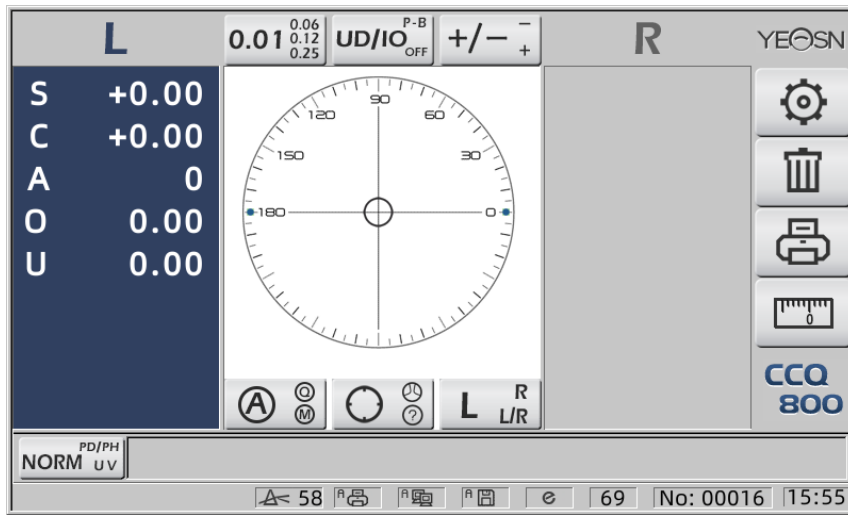 L
0.01 0.06
0.12
0.25
UD/IO P-B
OFF
+/− −
+
R
YEOSN
S +0.00
C +0.00
A 0
O 0.00
U 0.00
90
120 60
150 30
180 0
0
A Q
M
?
L R
L/R
CCQ
800
NORM PD/PH
UV
58 A A A e 69 No: 00016 15:55